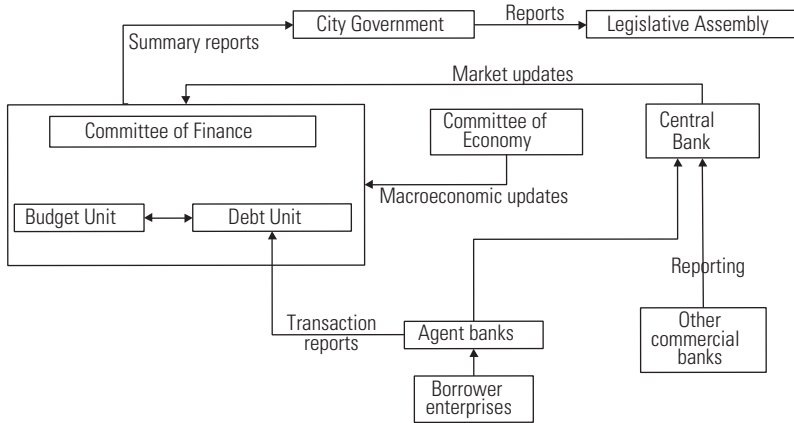 City Government
Reports
Legislative Assembly
Summary reports
Market updates
Committee of Finance
Committee of
Economy
Central
Bank
Macroeconomic updates
Budget Unit
Debt Unit
Reporting
Transaction
reports
Agent banks
Other
commercial
banks
Borrower
enterprises